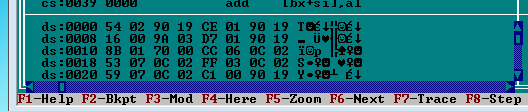 cs:0039 0000 add [bx+si],al
ds:0000 54 02 90 19 CE 01 90 19 T☻É↓╬☺É↓
ds:0008 16 00 9A 03 D7 01 90 19 ▬ Ü♥╫☺É↓
ds:0010 8B 01 70 00 CC 06 0C 02 ï☺p ╠♠♀☻
ds:0018 53 07 0C 02 FF 03 0C 02 S•♀☻ ♥♀☻
ds:0020 59 07 0C 02 C1 00 90 19 Y•♀☻┴ É↓
F1-Help F2-Bkpt F3-Mod F4-Here F5-Zoom F6-Next F7-Trace F8-Step